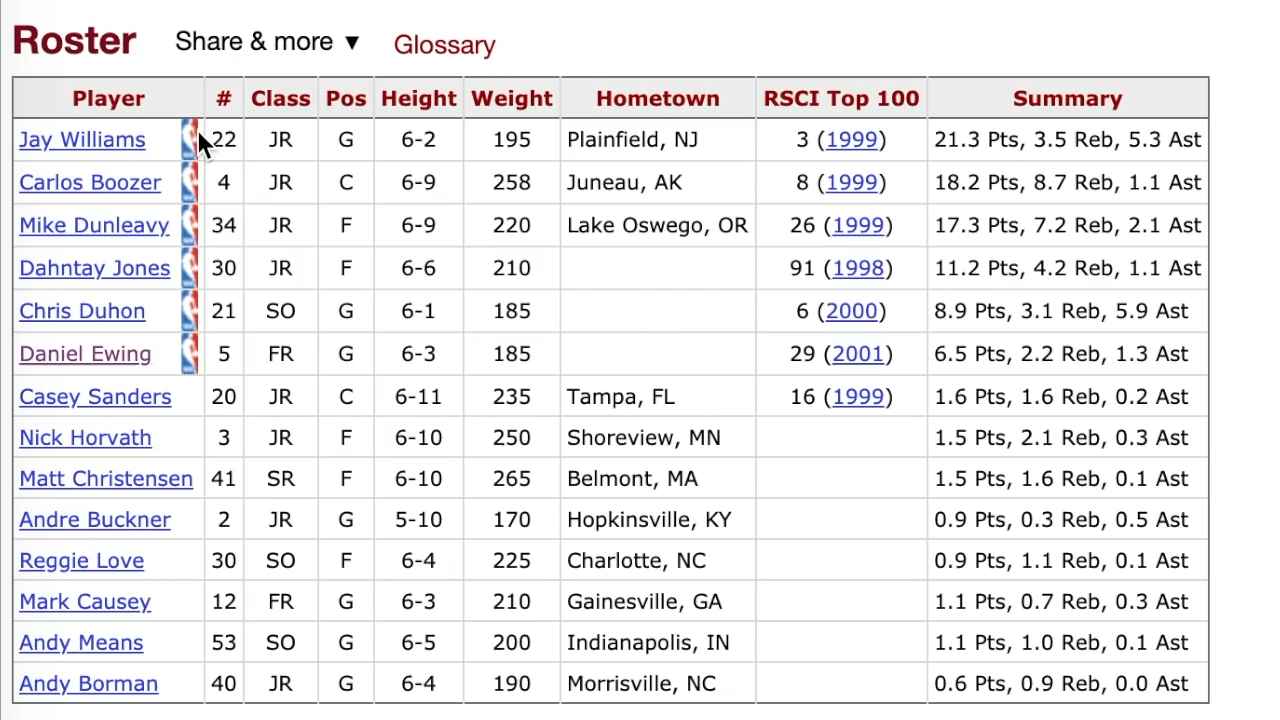 Roster Share & more ▼ Glossary
Player # Class Pos Height Weight Hometown RSCI Top 100 Summary
Jay Williams 22 JR G 6-2 195 Plainfield, NJ 3 (1999) 21.3 Pts, 3.5 Reb, 5.3 Ast
Carlos Boozer 4 JR C 6-9 258 Juneau, AK 8 (1999) 18.2 Pts, 8.7 Reb, 1.1 Ast
Mike Dunleavy 34 JR F 6-9 220 Lake Oswego, OR 26 (1999) 17.3 Pts, 7.2 Reb, 2.1 Ast
Dahntay Jones 30 JR F 6-6 210 91 (1998) 11.2 Pts, 4.2 Reb, 1.1 Ast
Chris Duhon 21 SO G 6-1 185 6 (2000) 8.9 Pts, 3.1 Reb, 5.9 Ast
Daniel Ewing 5 FR G 6-3 185 29 (2001) 6.5 Pts, 2.2 Reb, 1.3 Ast
Casey Sanders 20 JR C 6-11 235 Tampa, FL 16 (1999) 1.6 Pts, 1.6 Reb, 0.2 Ast
Nick Horvath 3 JR F 6-10 250 Shoreview, MN 1.5 Pts, 2.1 Reb, 0.3 Ast
Matt Christensen 41 SR F 6-10 265 Belmont, MA 1.5 Pts, 1.6 Reb, 0.1 Ast
Andre Buckner 2 JR G 5-10 170 Hopkinsville, KY 0.9 Pts, 0.3 Reb, 0.5 Ast
Reggie Love 30 SO F 6-4 225 Charlotte, NC 0.9 Pts, 1.1 Reb, 0.1 Ast
Mark Causey 12 FR G 6-3 210 Gainesville, GA 1.1 Pts, 0.7 Reb, 0.3 Ast
Andy Means 53 SO G 6-5 200 Indianapolis, IN 1.1 Pts, 1.0 Reb, 0.1 Ast
Andy Borman 40 JR G 6-4 190 Morrisville, NC 0.6 Pts, 0.9 Reb, 0.0 Ast